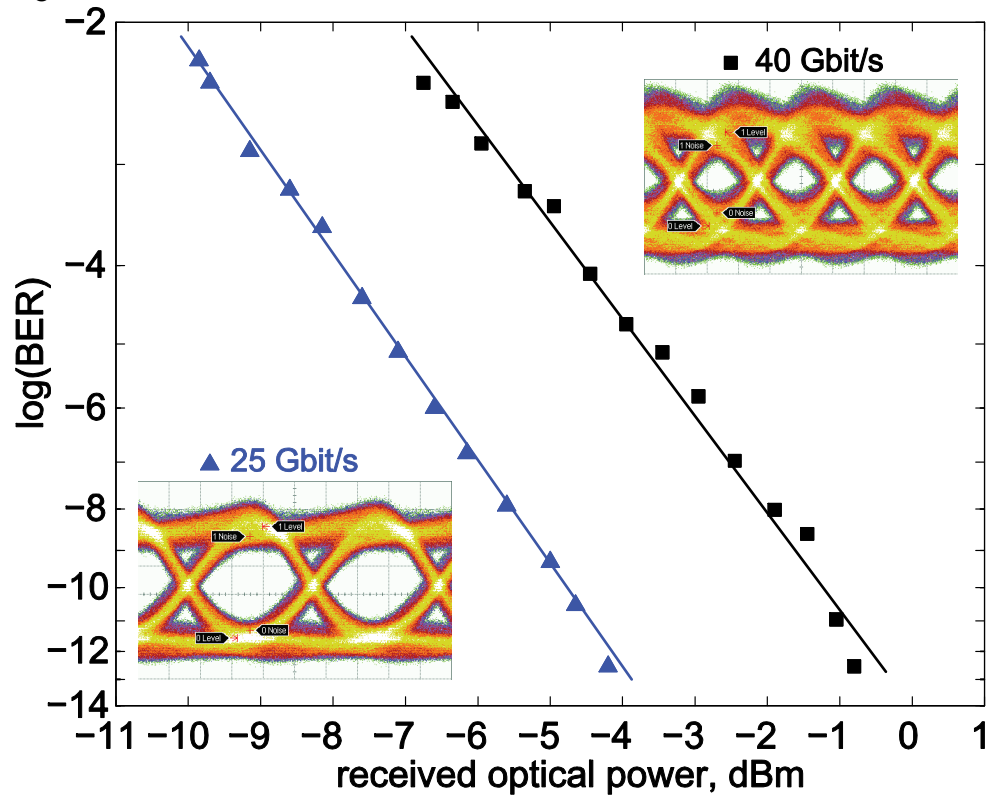 −2
40 Gbit/s
1 Level
1 Noise
0 Noise
0 Level
−4
log(BER)
−6
25 Gbit/s
−8
1 Level
1 Noise
−10
0 Noise
0 Level
−12
−14
−11 −10 −9 −8 −7 −6 −5 −4 −3 −2 −1 0 1
received optical power, dBm